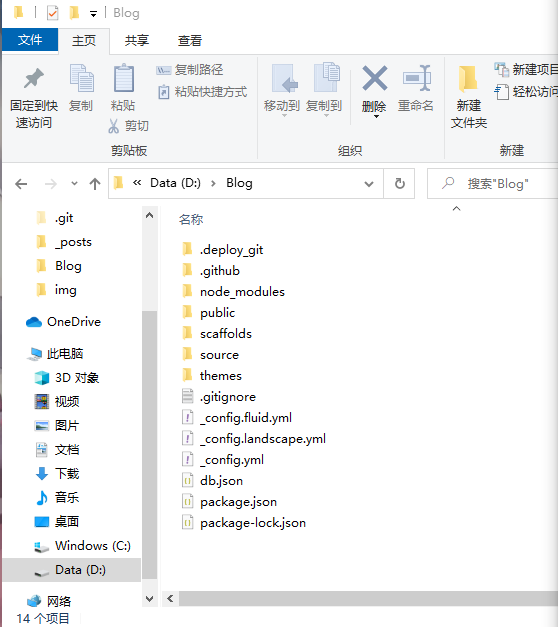 Blog
文件 主页 共享 查看
固定到快速访问
复制
粘贴
复制路径
粘贴快捷方式
剪切
剪贴板
移动到
复制到
删除
重命名
组织
新建
文件夹
新建项目
轻松访问
新建
« Data (D:) › Blog
搜索"Blog"
.git
_posts
Blog
img
OneDrive
此电脑
3D 对象
视频
图片
文档
下载
音乐
桌面
Windows (C:)
Data (D:)
网络
名称
.deploy_git
.github
node_modules
public
scaffolds
source
themes
.gitignore
_config.fluid.yml
_config.landscape.yml
_config.yml
db.json
package.json
package-lock.json
14 个项目